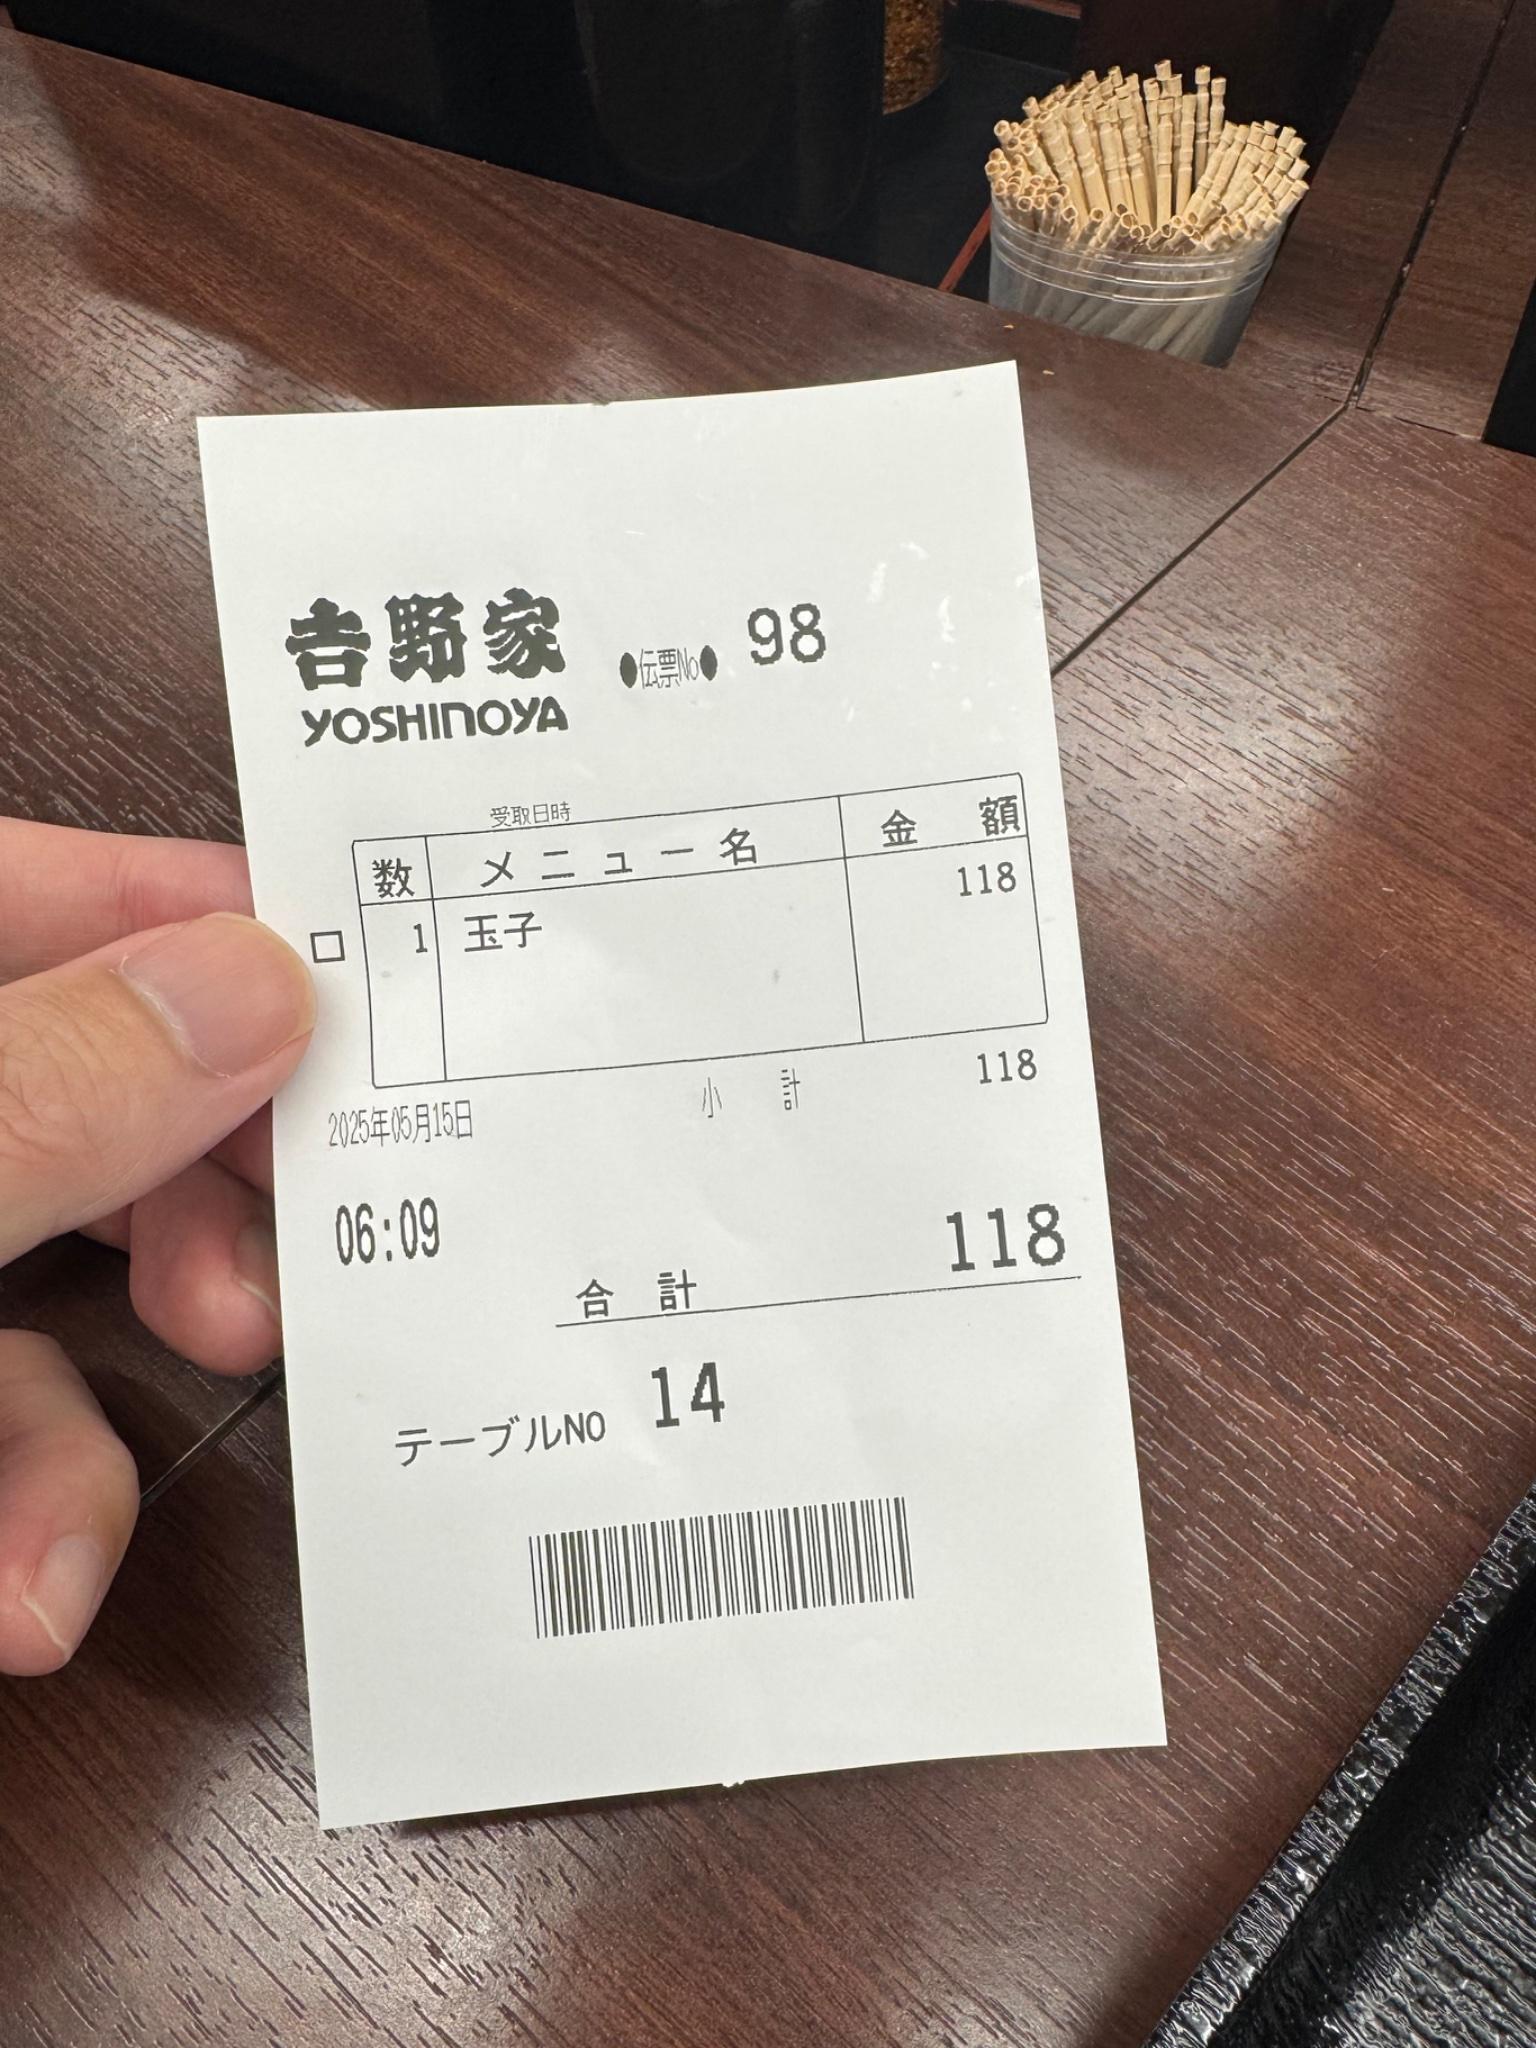 吉野家 ●伝票No● 98
YOSHINOYA
受取日時
数 メニュー名 金額
□ 1 玉子 118
小計 118
2025年05月15日
06:09
合計 118
テーブルNO 14